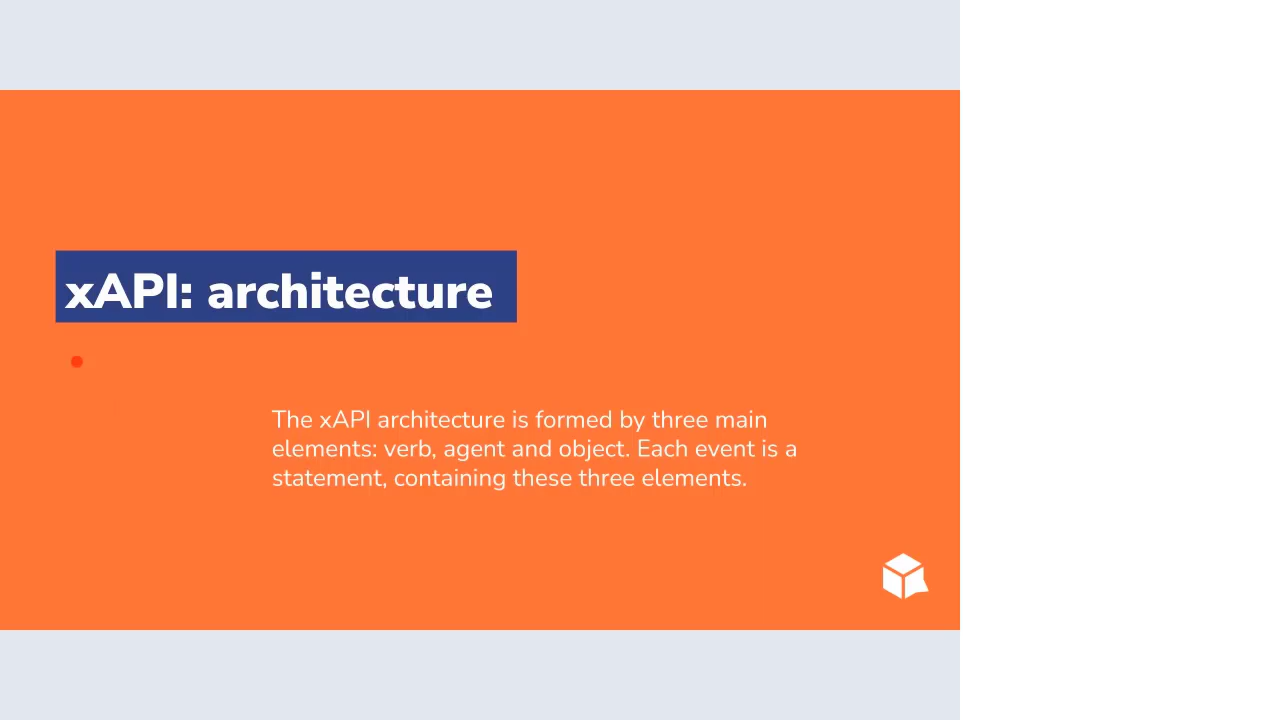 xAPI: architecture
The xAPI architecture is formed by three main
elements: verb, agent and object. Each event is a
statement, containing these three elements.